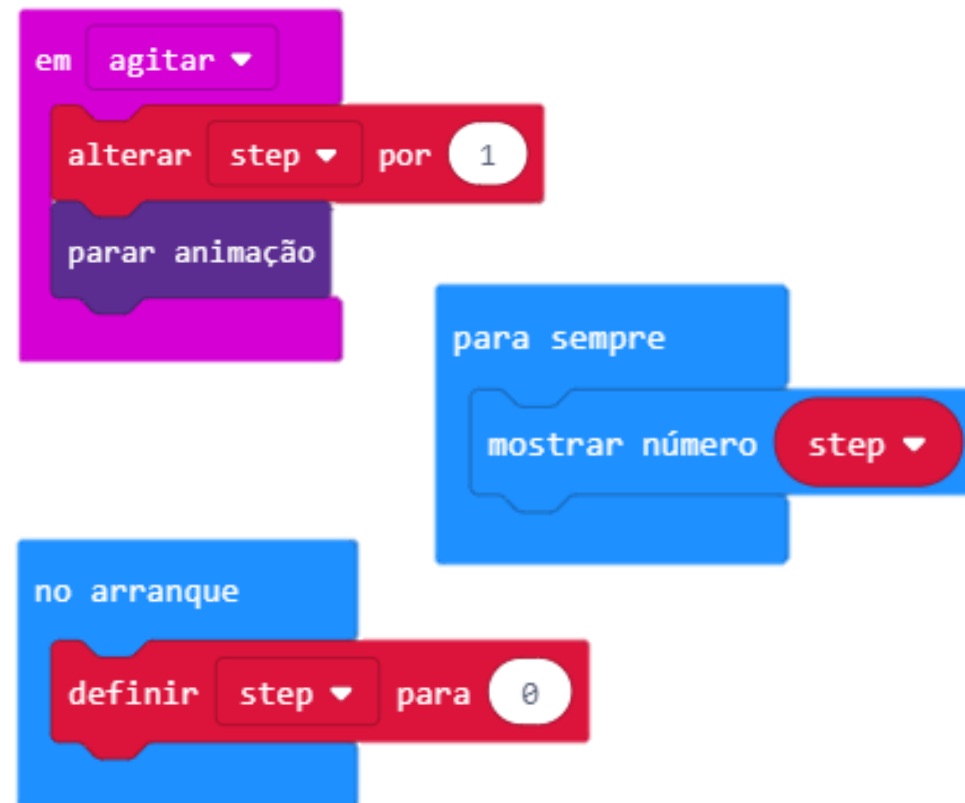 em agitar
alterar step por 1
parar animação
para sempre
mostrar número step
no arranque
definir step para 0